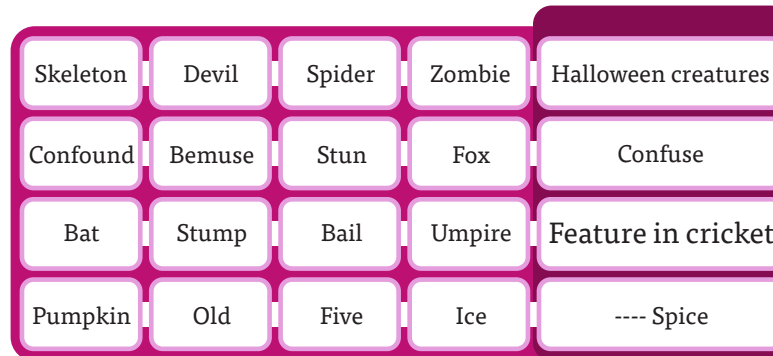 Skeleton Devil Spider Zombie Halloween creatures
Confound Bemuse Stun Fox Confuse
Bat Stump Bail Umpire Feature in cricket
Pumpkin Old Five Ice ---- Spice